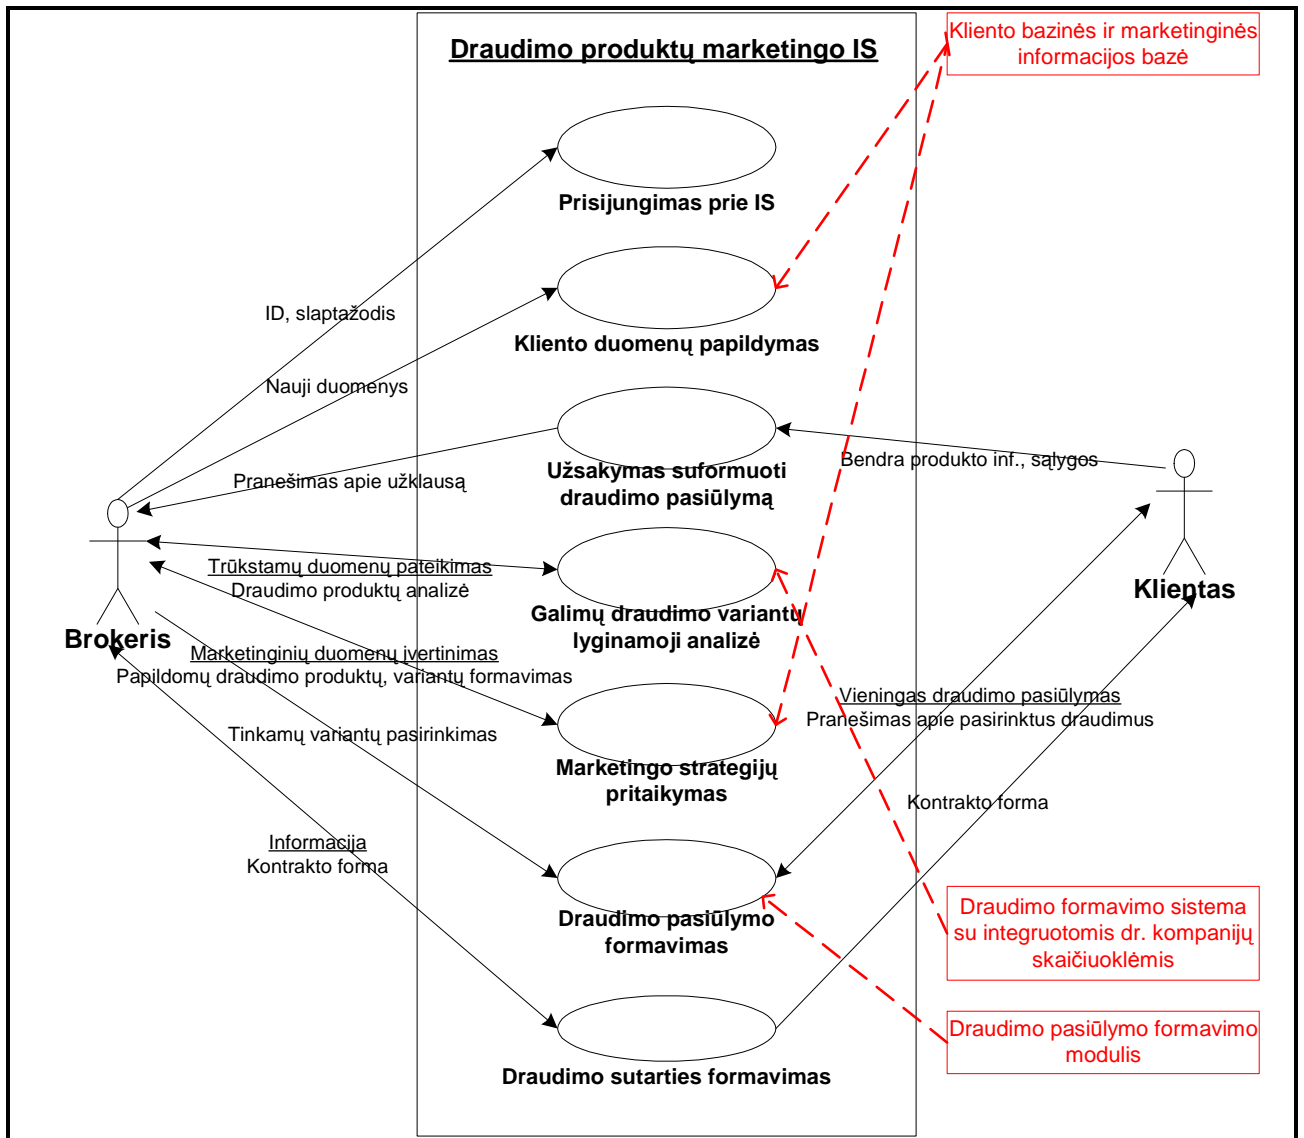 Draudimo produktų marketingo IS
Kliento bazinės ir marketinginės
informacijos bazė
Prisijungimas prie IS
ID, slaptažodis
Kliento duomenų papildymas
Nauji duomenys
Užsakymas suformuoti
draudimo pasiūlymą
Pranešimas apie užklausą
Bendra produkto inf., sąlygos
Trūkstamų duomenų pateikimas
Draudimo produktų analizė
Galimų draudimo variantų
lyginamoji analizė
Brokeris
Klientas
Marketinginių duomenų įvertinimas
Papildomų draudimo produktų, variantų formavimas
Vieningas draudimo pasiūlymas
Pranešimas apie pasirinktus draudimus
Tinkamų variantų pasirinkimas
Marketingo strategijų
pritaikymas
Kontrakto forma
Informacija
Kontrakto forma
Draudimo pasiūlymo
formavimas
Draudimo formavimo sistema
su integruotomis dr. kompanijų
skaičiuoklėmis
Draudimo pasiūlymo formavimo
modulis
Draudimo sutarties formavimas